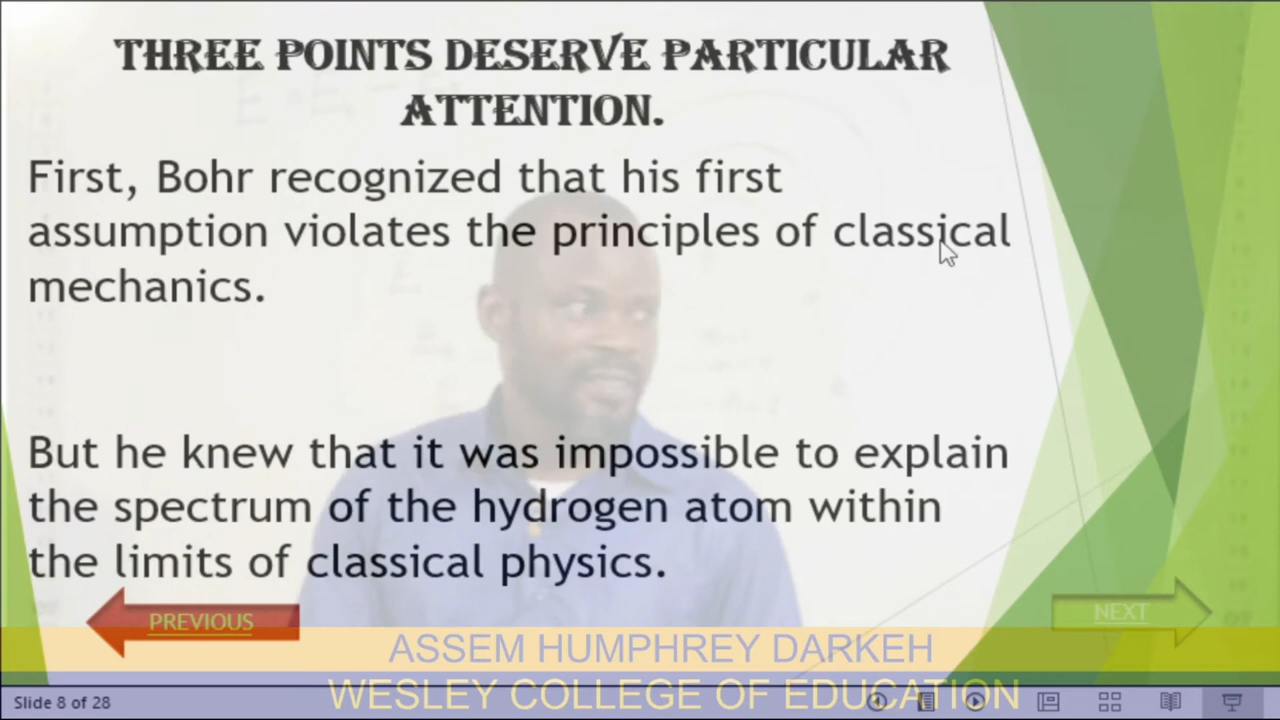 THREE POINTS DESERVE PARTICULAR
ATTENTION.
First, Bohr recognized that his first
assumption violates the principles of classical
mechanics.
But he knew that it was impossible to explain
the spectrum of the hydrogen atom within
the limits of classical physics.
PREVIOUS
NEXT
ASSEM HUMPHREY DARKEH
WESLEY COLLEGE OF EDUCATION
Slide 8 of 28